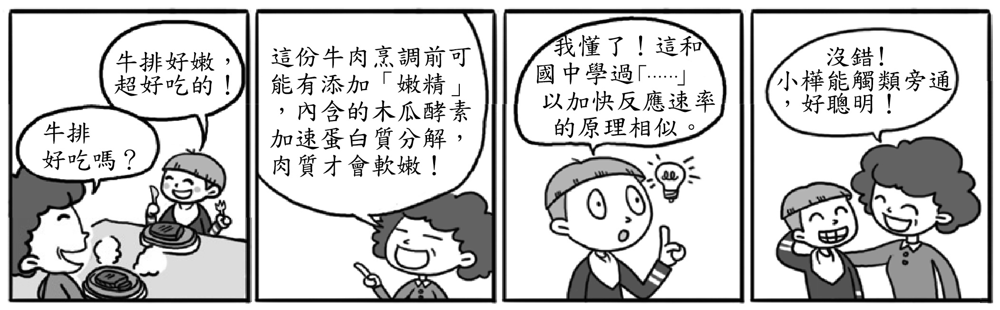 牛排好嫩，
超好吃的！
牛排
好吃嗎？
這份牛肉烹調前可
能有添加「嫩精」
，內含的木瓜酵素
加速蛋白質分解，
肉質才會軟嫩！
我懂了！這和
國中學過「……」
以加快反應速率
的原理相似。
沒錯！
小樺能觸類旁通
，好聰明！